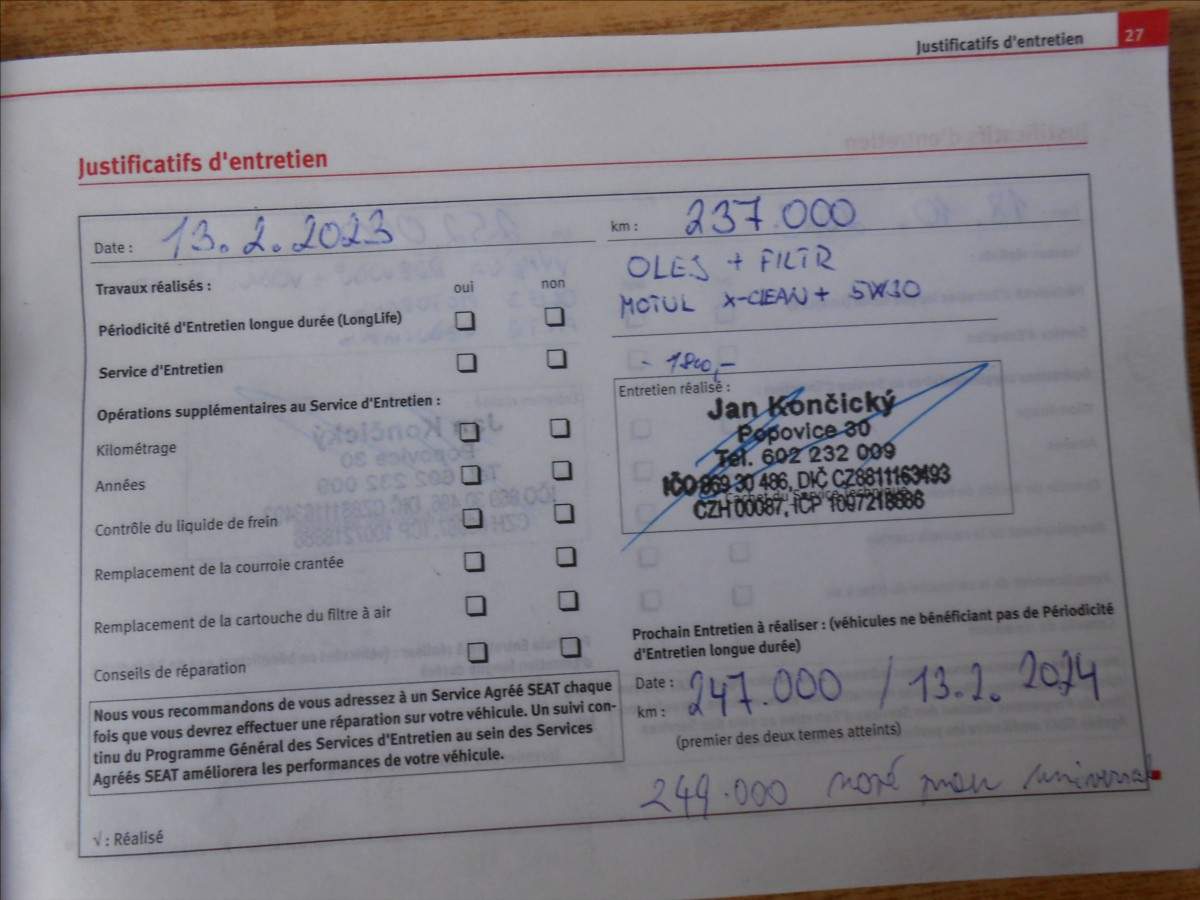 Justificatifs d'entretien 27
Justificatifs d'entretien
Date : 13.2.2023
km : 237.000
OLEJ + FILTR
MOTUL X-CLEAN + 5W30
- 1800,-
Travaux réalisés :
oui non
Périodicité d'Entretien longue durée (LongLife)
Service d'Entretien
Opérations supplémentaires au Service d'Entretien :
Kilométrage
Années
Contrôle du liquide de frein
Remplacement de la courroie crantée
Remplacement de la cartouche du filtre à air
Conseils de réparation
Entretien réalisé :
Jan Končický
Popovice 30
Tel. 602 232 009
IČO 869 30 486, DIČ CZ8811163493
Cachet du Service Technique
CZH 00087, IČP 1097218886
Prochain Entretien à réaliser : (véhicules ne bénéficiant pas de Périodicité
d'Entretien longue durée)
Date :
km : 247.000 / 13.2. 2024
(premier des deux termes atteints)
249.000
Nous vous recommandons de vous adressez à un Service Agréé SEAT chaque
fois que vous devrez effectuer une réparation sur votre véhicule. Un suivi con-
tinu du Programme Général des Services d'Entretien au sein des Services
Agréés SEAT améliorera les performances de votre véhicule.
√ : Réalisé